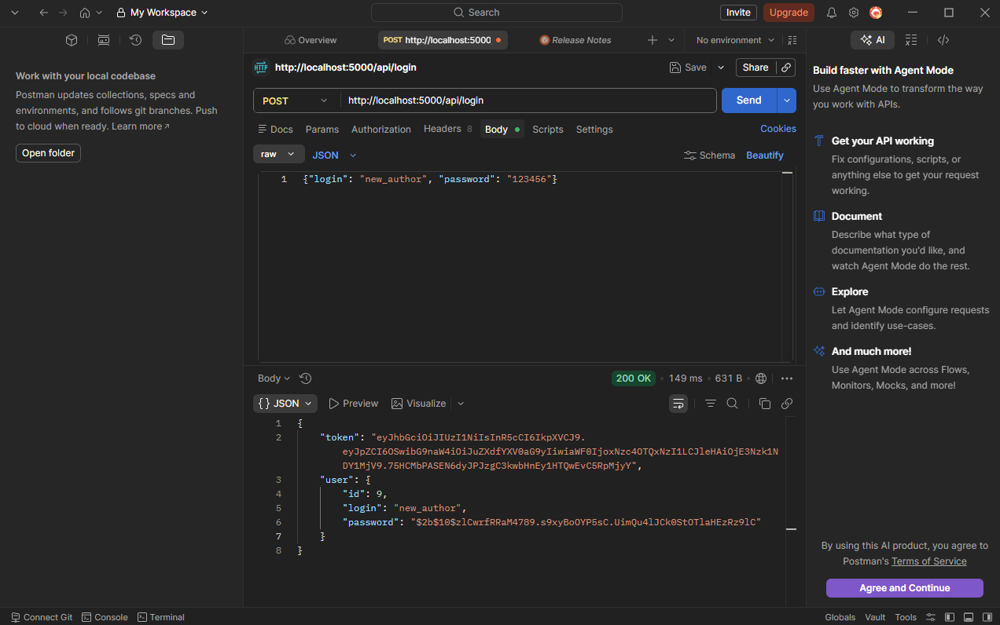 My Workspace
Search
Invite
Upgrade
Overview
POST http://localhost:5000
Release Notes
No environment
AI
Work with your local codebase
Postman updates collections, specs and
environments, and follows git branches. Push
to cloud when ready. Learn more↗
Open folder
HTTP http://localhost:5000/api/login
Save
Share
POST
http://localhost:5000/api/login
Send
Docs
Params
Authorization
Headers 8
Body
Scripts
Settings
Cookies
raw
JSON
Schema
Beautify
1 {"login": "new_author", "password": "123456"}
Body
200 OK • 149 ms • 631 B
{} JSON
Preview
Visualize
1 {
2 "token": "eyJhbGciOiJIUzI1NiIsInR5cCI6IkpXVCJ9.
eyJpZCI6OSwibG9naW4iOiJuZXdfYXV0aG9yIiwiaWF0IjoxNzc4OTQxNzI1LCJleHAiOjE3Nzk1N
DY1MjV9.75HCMbPASEN6dyJPJzgC3kwbHnEy1HTQwEvC5RpMjyY",
3 "user": {
4 "id": 9,
5 "login": "new_author",
6 "password": "$2b$10$zlCwrfRRaM4789.s9xyBoOYP5sC.UimQu4lJCk0StOTlaHEzRz9lC"
7 }
8 }
Build faster with Agent Mode
Use Agent Mode to transform the way
you work with APIs.
Get your API working
Fix configurations, scripts, or
anything else to get your request
working.
Document
Describe what type of
documentation you'd like, and
watch Agent Mode do the rest.
Explore
Let Agent Mode configure requests
and identify use-cases.
And much more!
Use Agent Mode across Flows,
Monitors, Mocks, and more!
By using this AI product, you agree to
Postman's Terms of Service
Agree and Continue
Connect Git
Console
Terminal
Globals
Vault
Tools